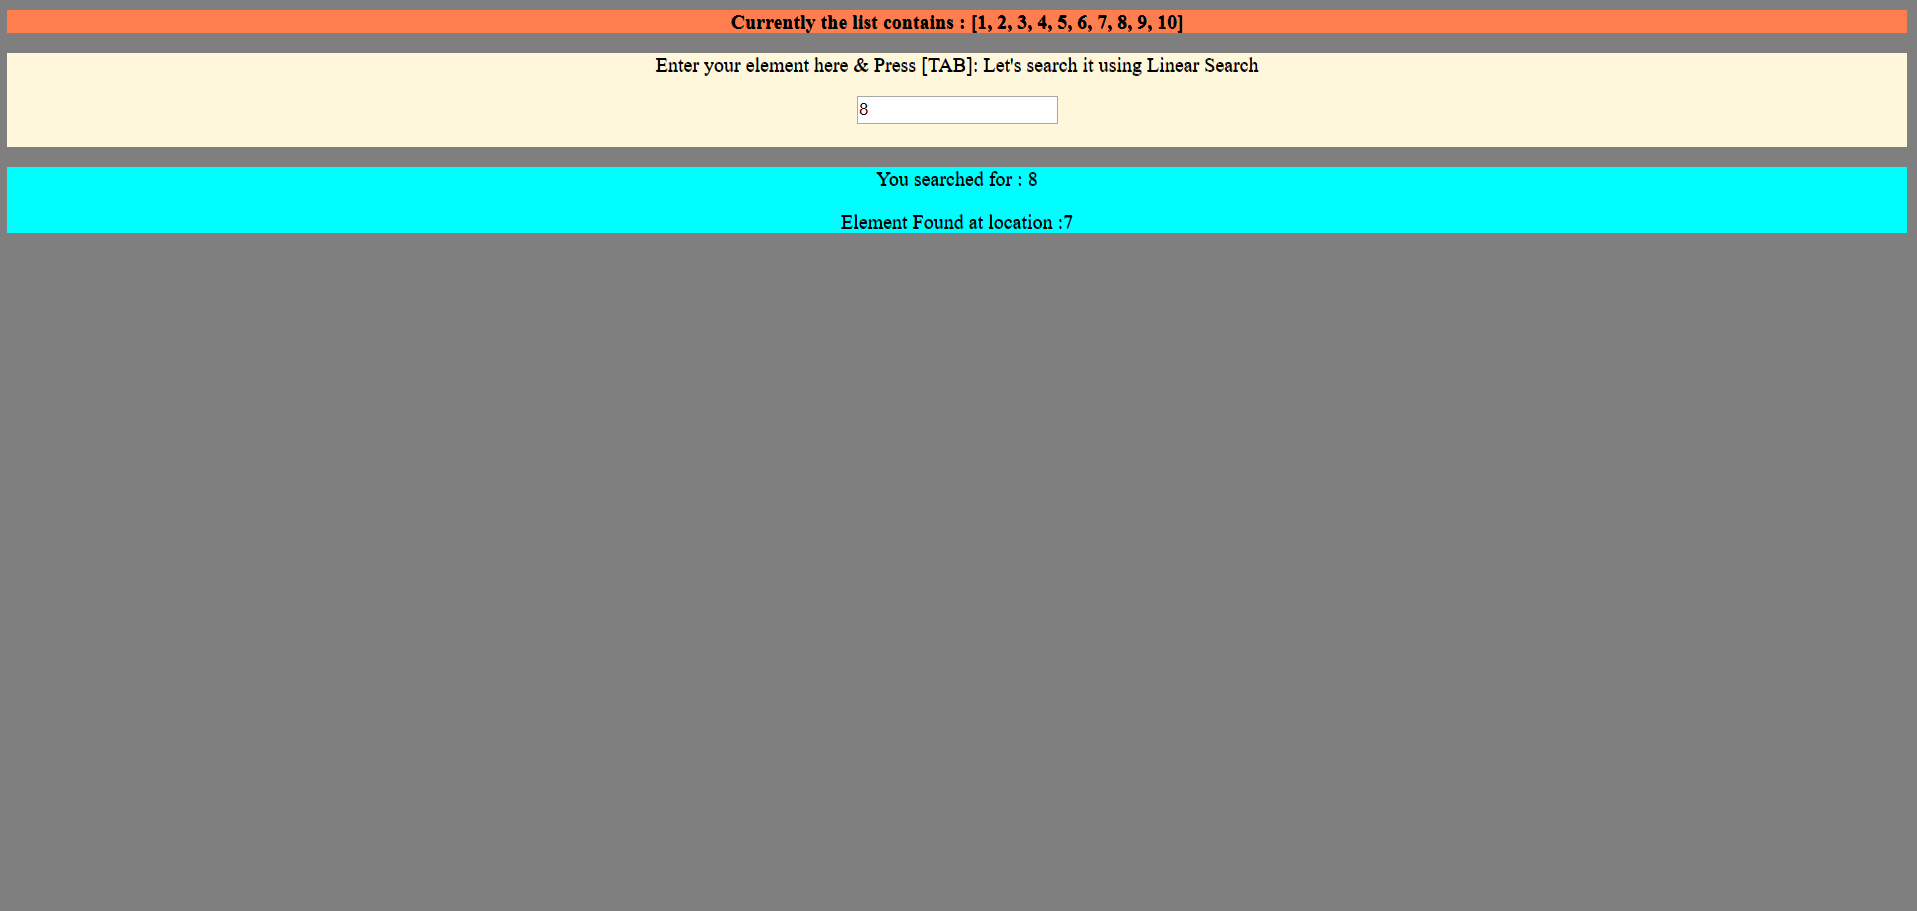 Currently the list contains : [1, 2, 3, 4, 5, 6, 7, 8, 9, 10]
Enter your element here & Press [TAB]: Let's search it using Linear Search
8
You searched for : 8
Element Found at location :7